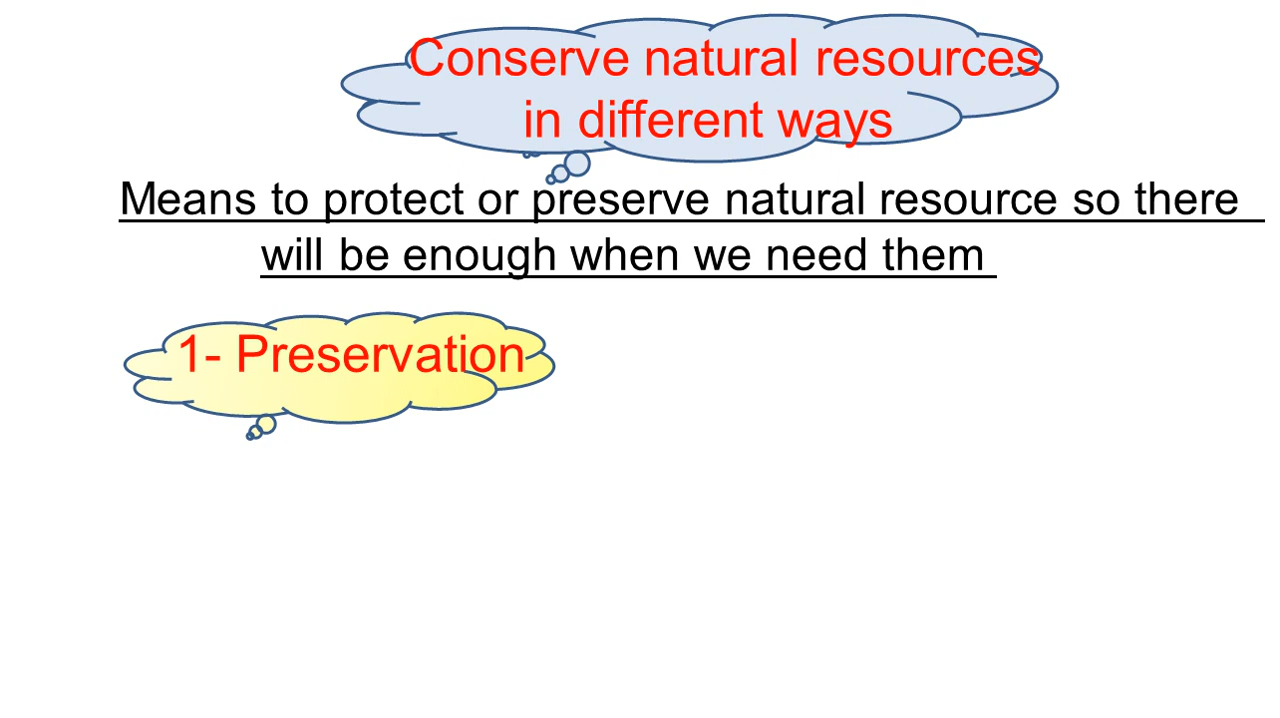 Conserve natural resources
in different ways
Means to protect or preserve natural resource so there
will be enough when we need them
1- Preservation